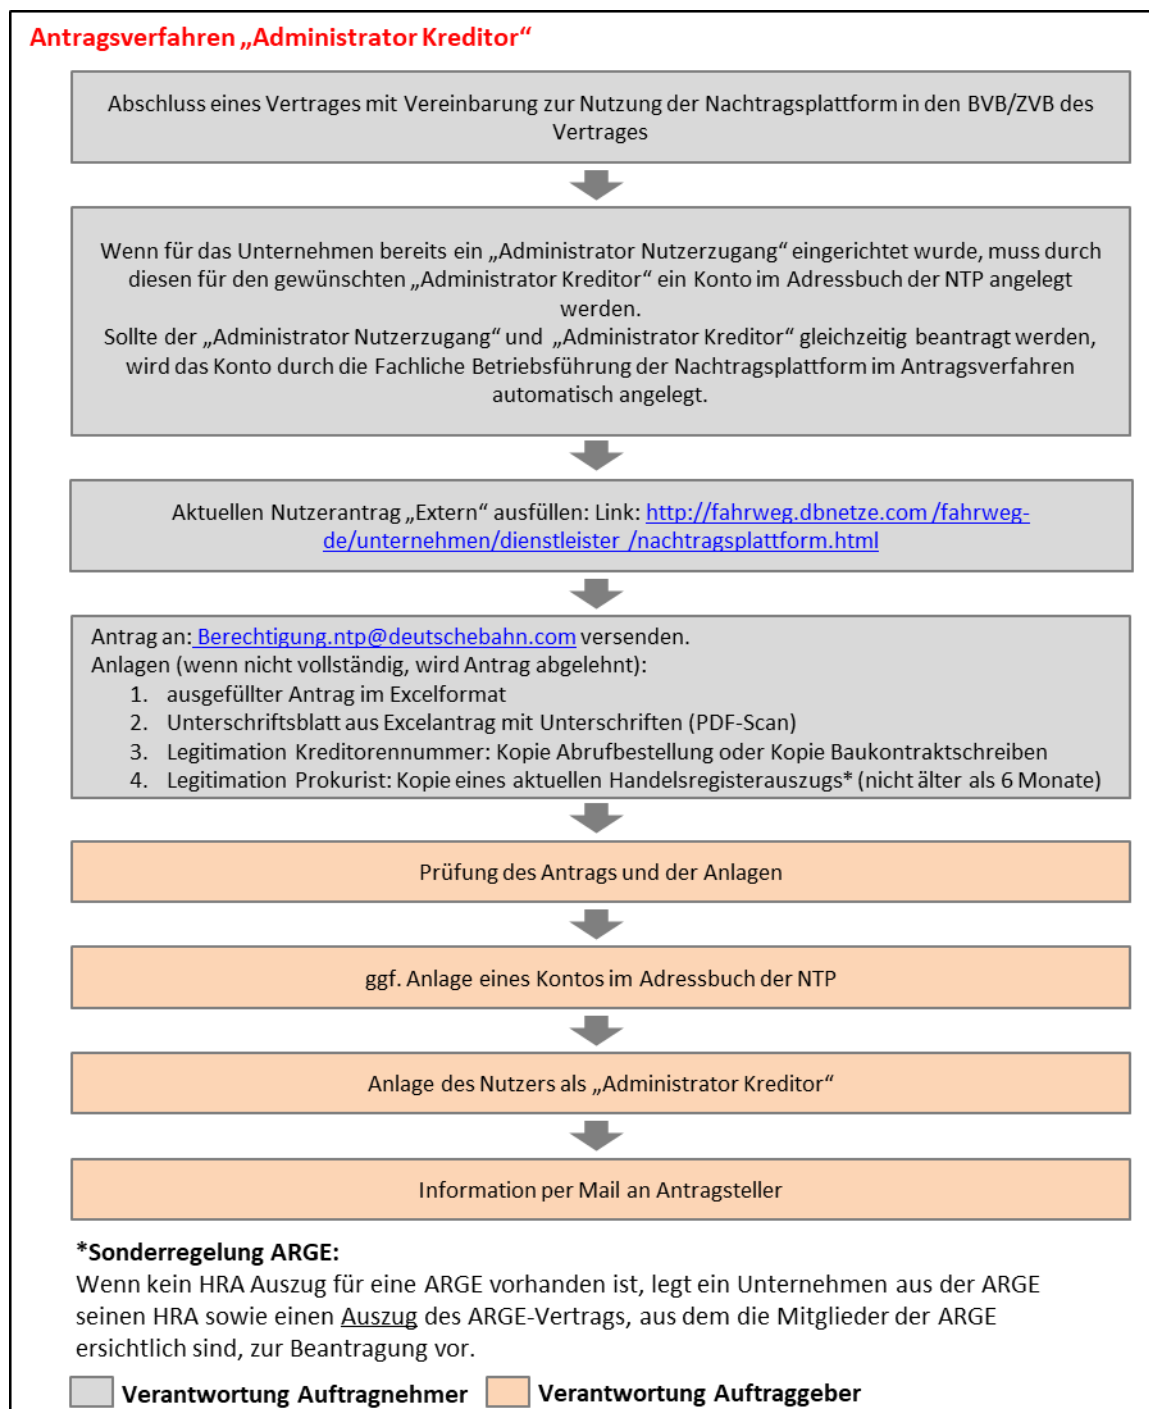 Antragsverfahren „Administrator Kreditor“
Abschluss eines Vertrages mit Vereinbarung zur Nutzung der Nachtragsplattform in den BVB/ZVB des
Vertrages
Wenn für das Unternehmen bereits ein „Administrator Nutzerzugang“ eingerichtet wurde, muss durch
diesen für den gewünschten „Administrator Kreditor“ ein Konto im Adressbuch der NTP angelegt
werden.
Sollte der „Administrator Nutzerzugang“ und „Administrator Kreditor“ gleichzeitig beantragt werden,
wird das Konto durch die Fachliche Betriebsführung der Nachtragsplattform im Antragsverfahren
automatisch angelegt.
Aktuellen Nutzerantrag „Extern“ ausfüllen: Link: http://fahrweg.dbnetze.com /fahrweg-
de/unternehmen/dienstleister /nachtragsplattform.html
Antrag an: Berechtigung.ntp@deutschebahn.com versenden.
Anlagen (wenn nicht vollständig, wird Antrag abgelehnt):
1. ausgefüllter Antrag im Excelformat
2. Unterschriftsblatt aus Excelantrag mit Unterschriften (PDF-Scan)
3. Legitimation Kreditorennummer: Kopie Abrufbestellung oder Kopie Baukontraktschreiben
4. Legitimation Prokurist: Kopie eines aktuellen Handelsregisterauszugs* (nicht älter als 6 Monate)
Prüfung des Antrags und der Anlagen
ggf. Anlage eines Kontos im Adressbuch der NTP
Anlage des Nutzers als „Administrator Kreditor“
Information per Mail an Antragsteller
*Sonderregelung ARGE:
Wenn kein HRA Auszug für eine ARGE vorhanden ist, legt ein Unternehmen aus der ARGE
seinen HRA sowie einen Auszug des ARGE-Vertrags, aus dem die Mitglieder der ARGE
ersichtlich sind, zur Beantragung vor.
Verantwortung Auftragnehmer Verantwortung Auftraggeber